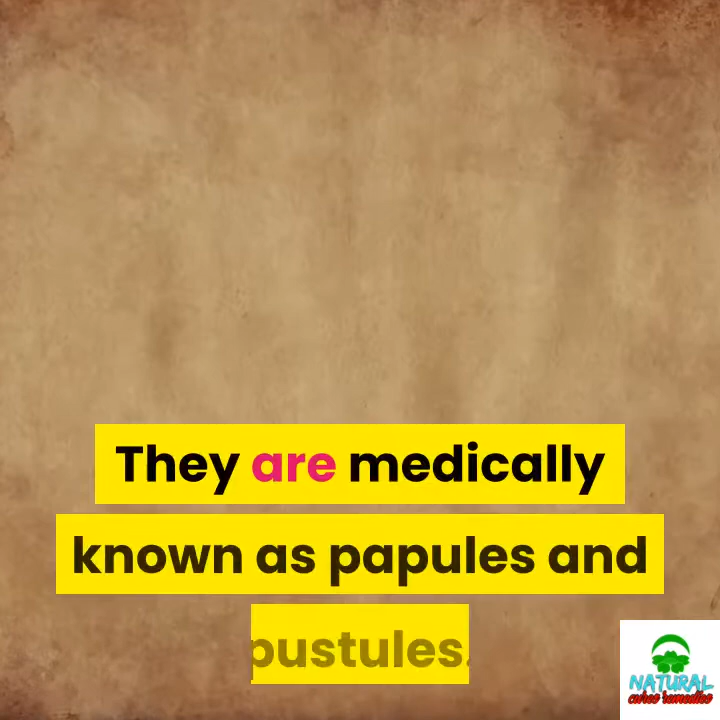 They are medically
known as papules and
pustules.
NATURAL
cures remedies